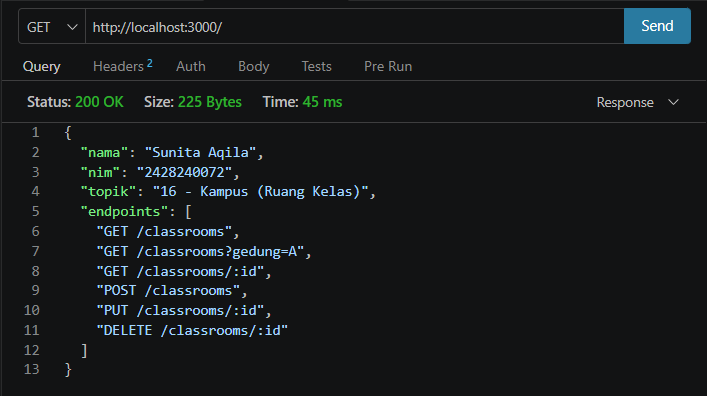 GET http://localhost:3000/ Send
Query Headers 2 Auth Body Tests Pre Run
Status: 200 OK Size: 225 Bytes Time: 45 ms Response
1 {
2 "nama": "Sunita Aqila",
3 "nim": "2428240072",
4 "topik": "16 - Kampus (Ruang Kelas)",
5 "endpoints": [
6 "GET /classrooms",
7 "GET /classrooms?gedung=A",
8 "GET /classrooms/:id",
9 "POST /classrooms",
10 "PUT /classrooms/:id",
11 "DELETE /classrooms/:id"
12 ]
13 }